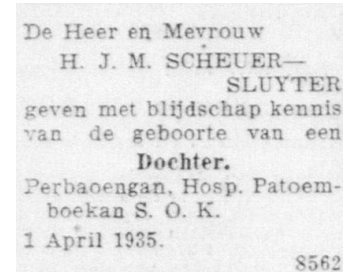 De Heer en Mevrouw
H. J. M. SCHEUER—
SLUYTER
geven met blijdschap kennis
van de geboorte van een
Dochter.
Perbaoengan, Hosp. Patoem-
boekan S. O. K.
1 April 1935.
8562